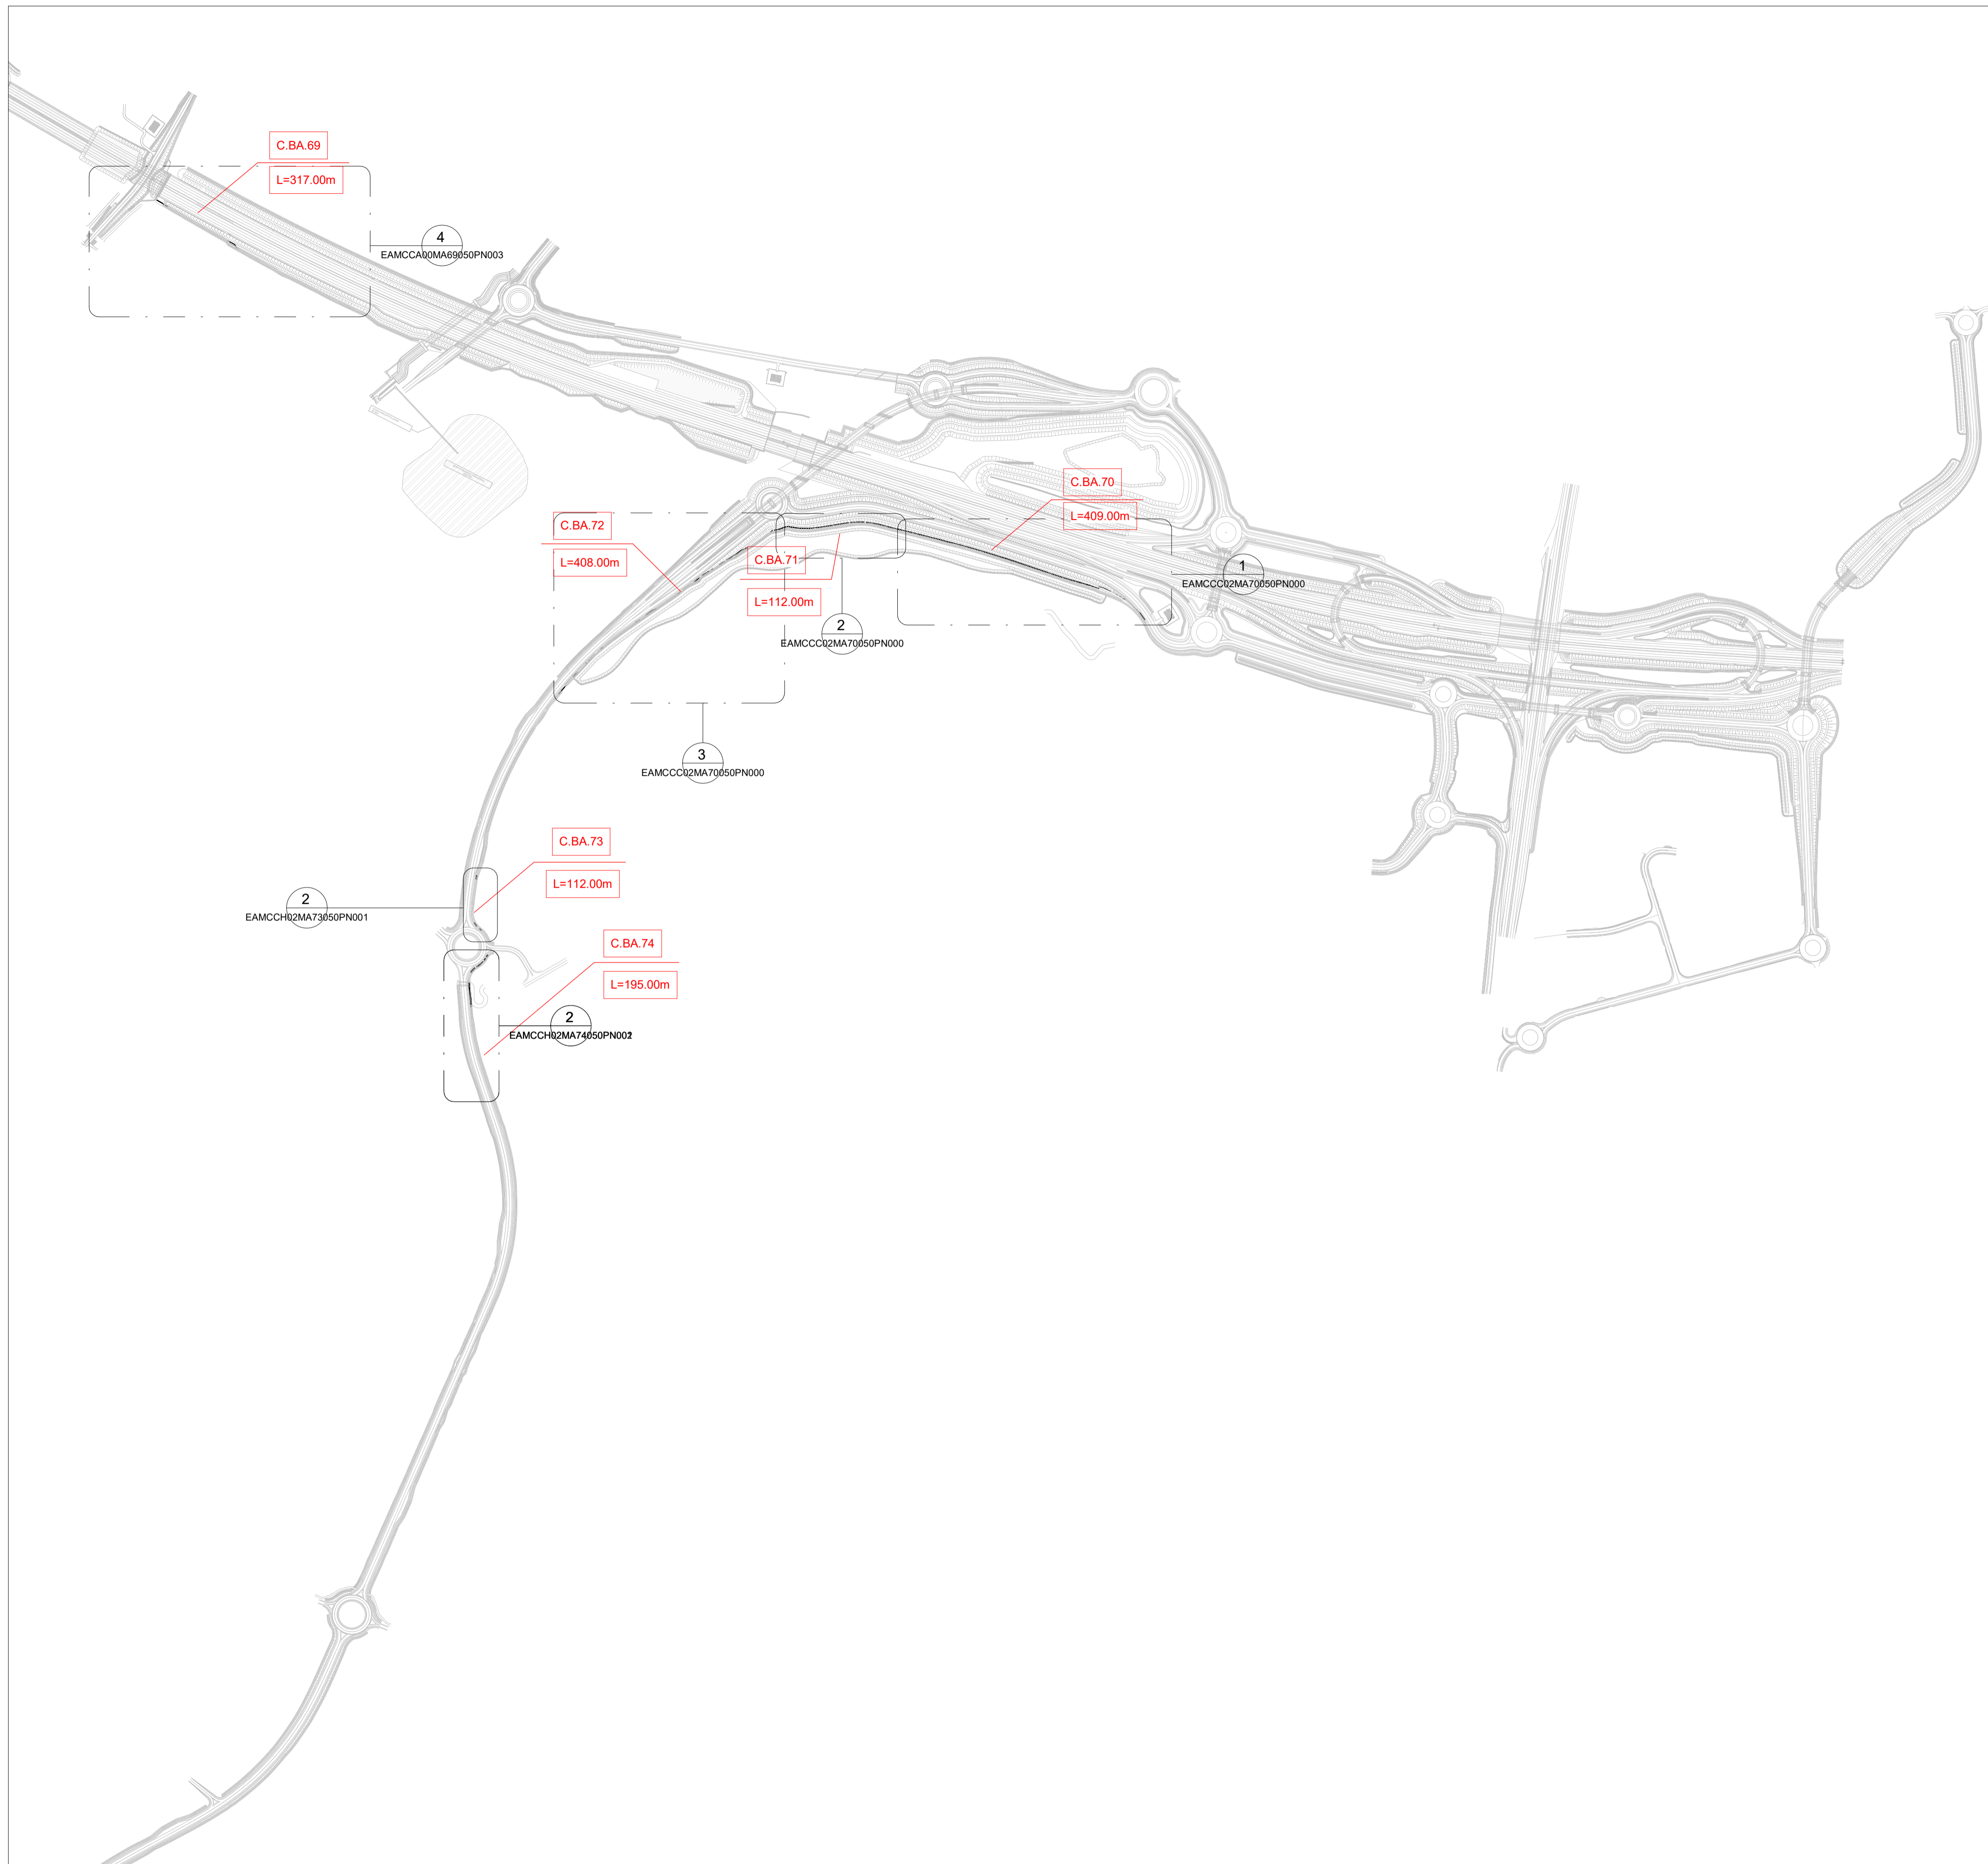 C.BA.69
L=317.00m
4
EAMCCA00MA69050PN003
C.BA.70
L=409.00m
C.BA.72
L=408.00m
C.BA.71
L=112.00m
1
EAMCCC02MA70050PN000
2
EAMCCC02MA70050PN000
3
EAMCCC02MA70050PN000
C.BA.73
L=112.00m
2
EAMCCH02MA73050PN001
C.BA.74
L=195.00m
2